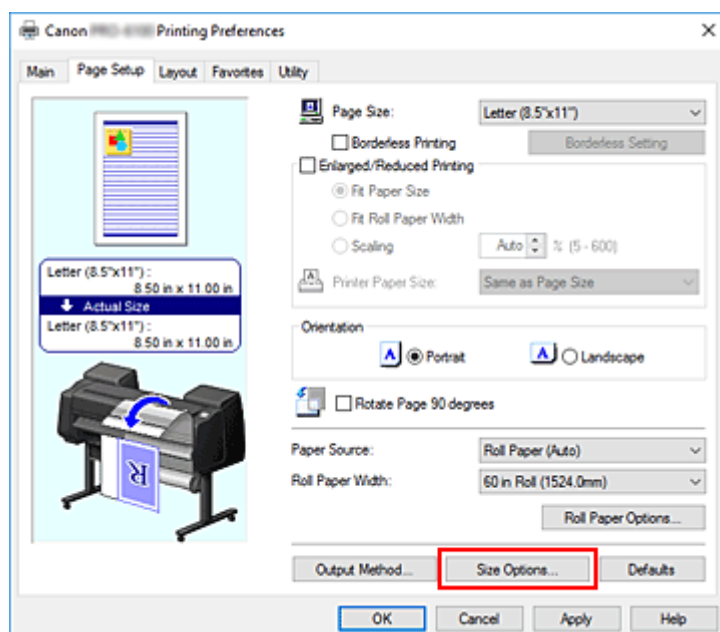 Canon Printing Preferences
Main Page Setup Layout Favorites Utility
Page Size: Letter (8.5"x11")
Borderless Printing Borderless Setting
Enlarged/Reduced Printing
Fit Paper Size
Fit Roll Paper Width
Scaling Auto % (5 - 600)
Printer Paper Size: Same as Page Size
Letter (8.5"x11") :
8.50 in x 11.00 in
Actual Size
Letter (8.5"x11") :
8.50 in x 11.00 in
Orientation
A Portrait A Landscape
Rotate Page 90 degrees
R
Paper Source: Roll Paper (Auto)
Roll Paper Width: 60 in Roll (1524.0mm)
Roll Paper Options...
Output Method... Size Options... Defaults
OK Cancel Apply Help